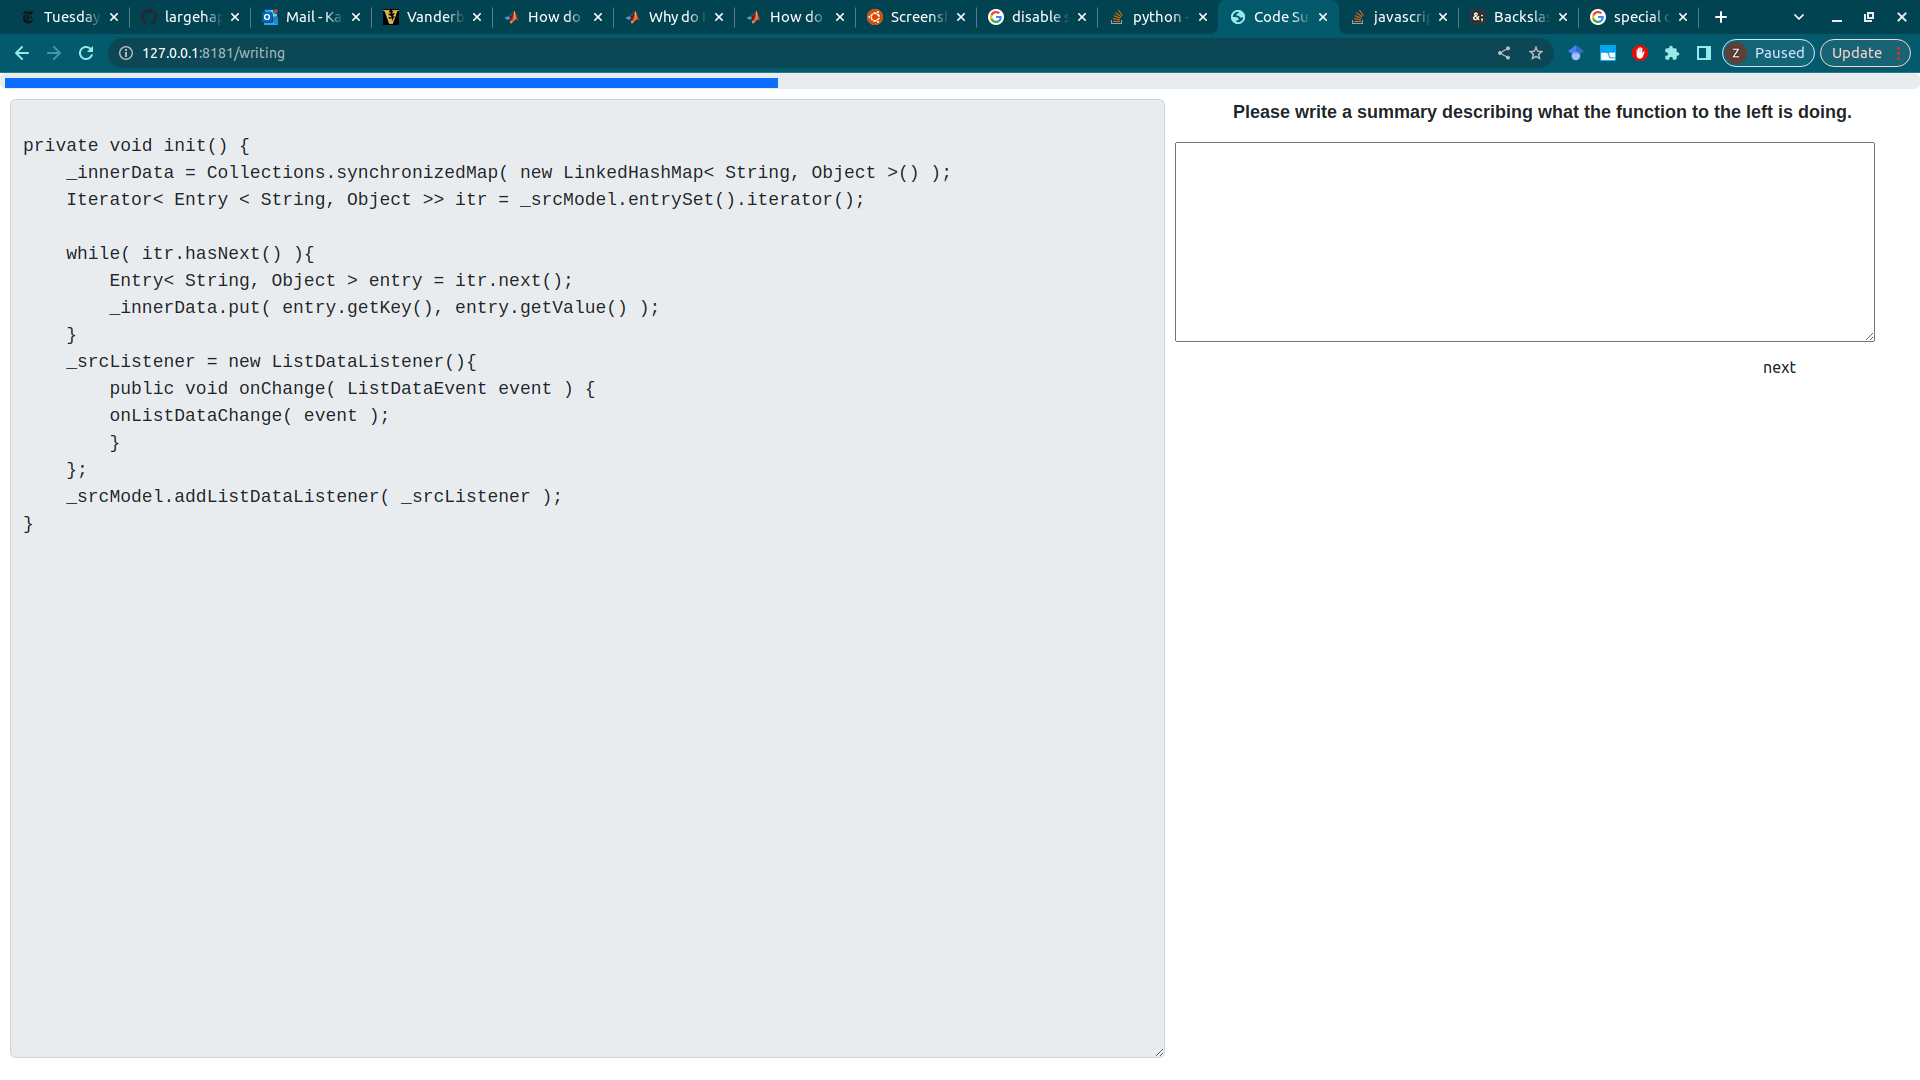 Tuesday largehap Mail - Ka Vanderb How do Why do I How do Screens disable s python - Code Su javascrip Backslas special c
127.0.0.1:8181/writing Z Paused Update
Please write a summary describing what the function to the left is doing.
private void init() {
    _innerData = Collections.synchronizedMap( new LinkedHashMap< String, Object >() );
    Iterator< Entry < String, Object >> itr = _srcModel.entrySet().iterator();
    while( itr.hasNext() ){
        Entry< String, Object > entry = itr.next();
        _innerData.put( entry.getKey(), entry.getValue() );
    }
    _srcListener = new ListDataListener(){
        public void onChange( ListDataEvent event ) {
        onListDataChange( event );
        }
    };
    _srcModel.addListDataListener( _srcListener );
}
next